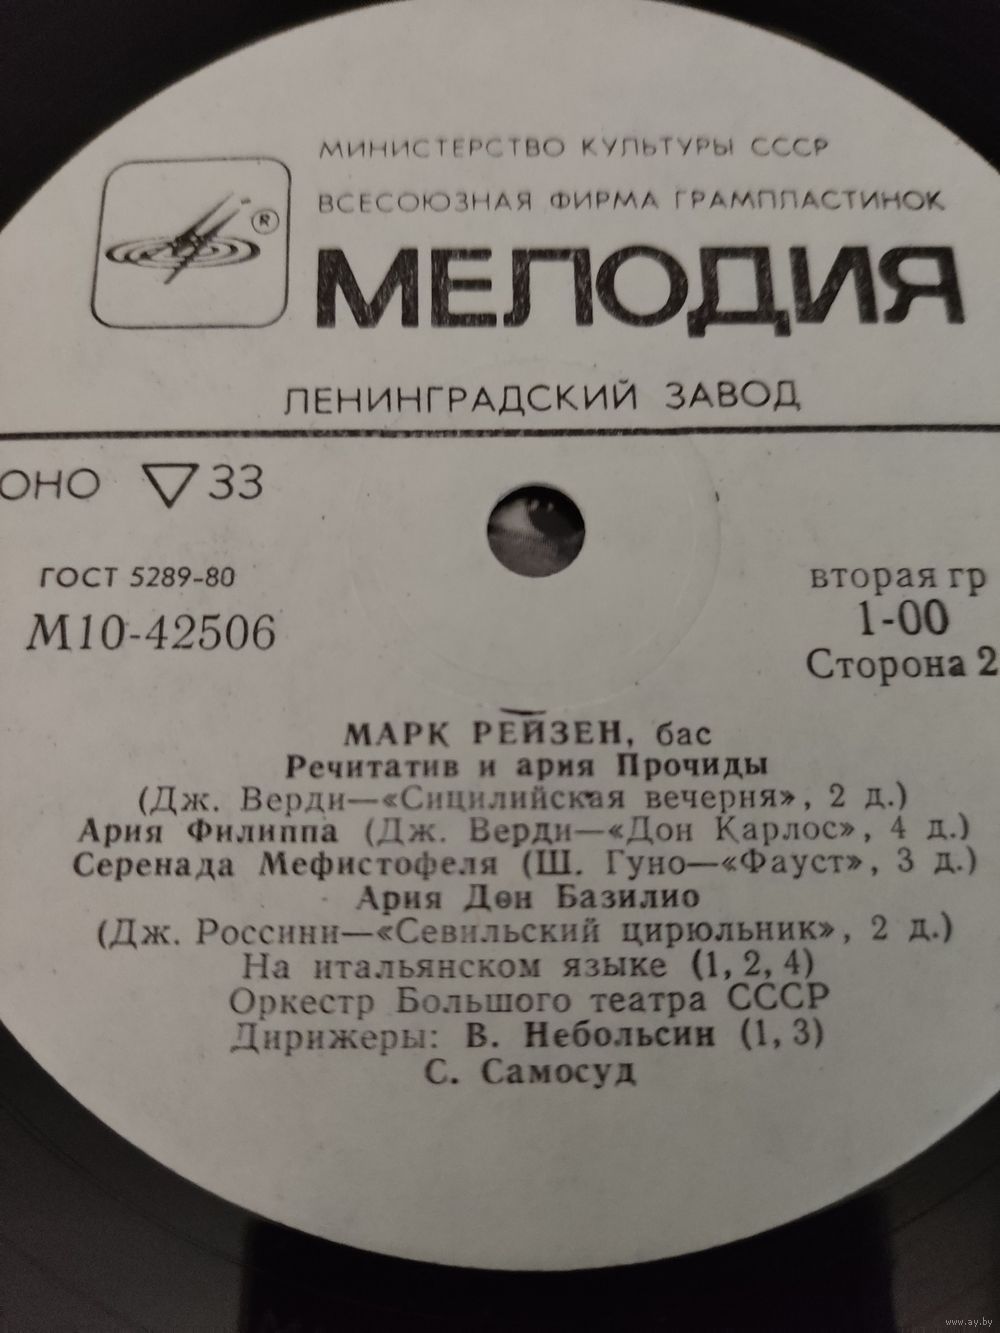 МИНИСТЕРСТВО КУЛЬТУРЫ СССР
ВСЕСОЮЗНАЯ ФИРМА ГРАМПЛАСТИНОК
®
МЕЛОДИЯ
ЛЕНИНГРАДСКИЙ ЗАВОД
ОНО ▽ 33
ГОСТ 5289-80
М10-42506
вторая гр
1-00
Сторона 2
МАРК РЕЙЗЕН, бас
Речитатив и ария Прочиды
(Дж. Верди—«Сицилийская вечерня», 2 д.)
Ария Филиппа (Дж. Верди—«Дон Карлос», 4 д.)
Серенада Мефистофеля (Ш. Гуно—«Фауст», 3 д.)
Ария Дон Базилио
(Дж. Россини—«Севильский цирюльник», 2 д.)
На итальянском языке (1, 2, 4)
Оркестр Большого театра СССР
Дирижеры: В. Небольсин (1, 3)
С. Самосуд
www.ay.by